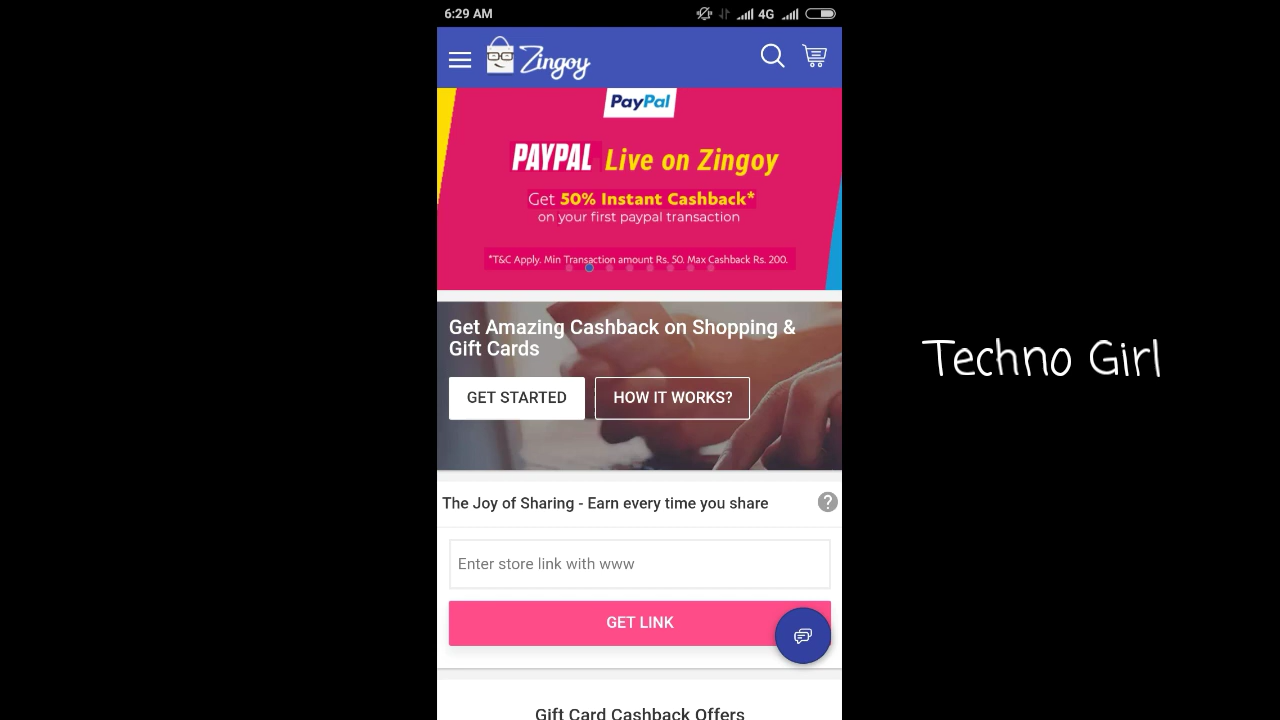 6:29 AM
4G
Zingoy
PayPal
PAYPAL Live on Zingoy
Get 50% Instant Cashback*
on your first paypal transaction
*T&C Apply. Min Transaction amount Rs. 50. Max Cashback Rs. 200.
Get Amazing Cashback on Shopping &
Gift Cards
GET STARTED
HOW IT WORKS?
Techno Girl
The Joy of Sharing - Earn every time you share
?
Enter store link with www
GET LINK
Gift Card Cashback Offers